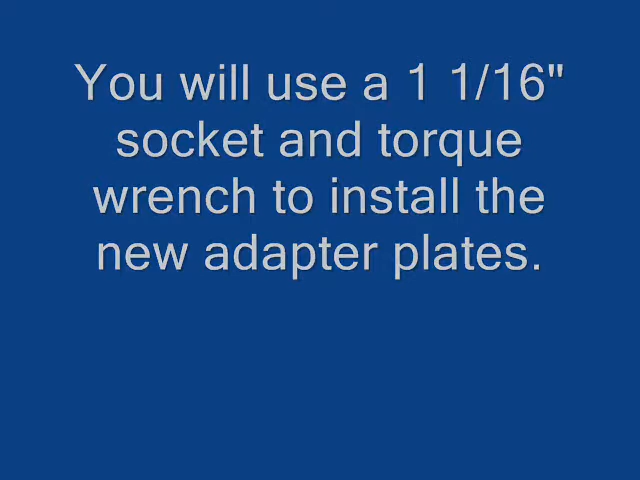 You will use a 1 1/16"
socket and torque
wrench to install the
new adapter plates.